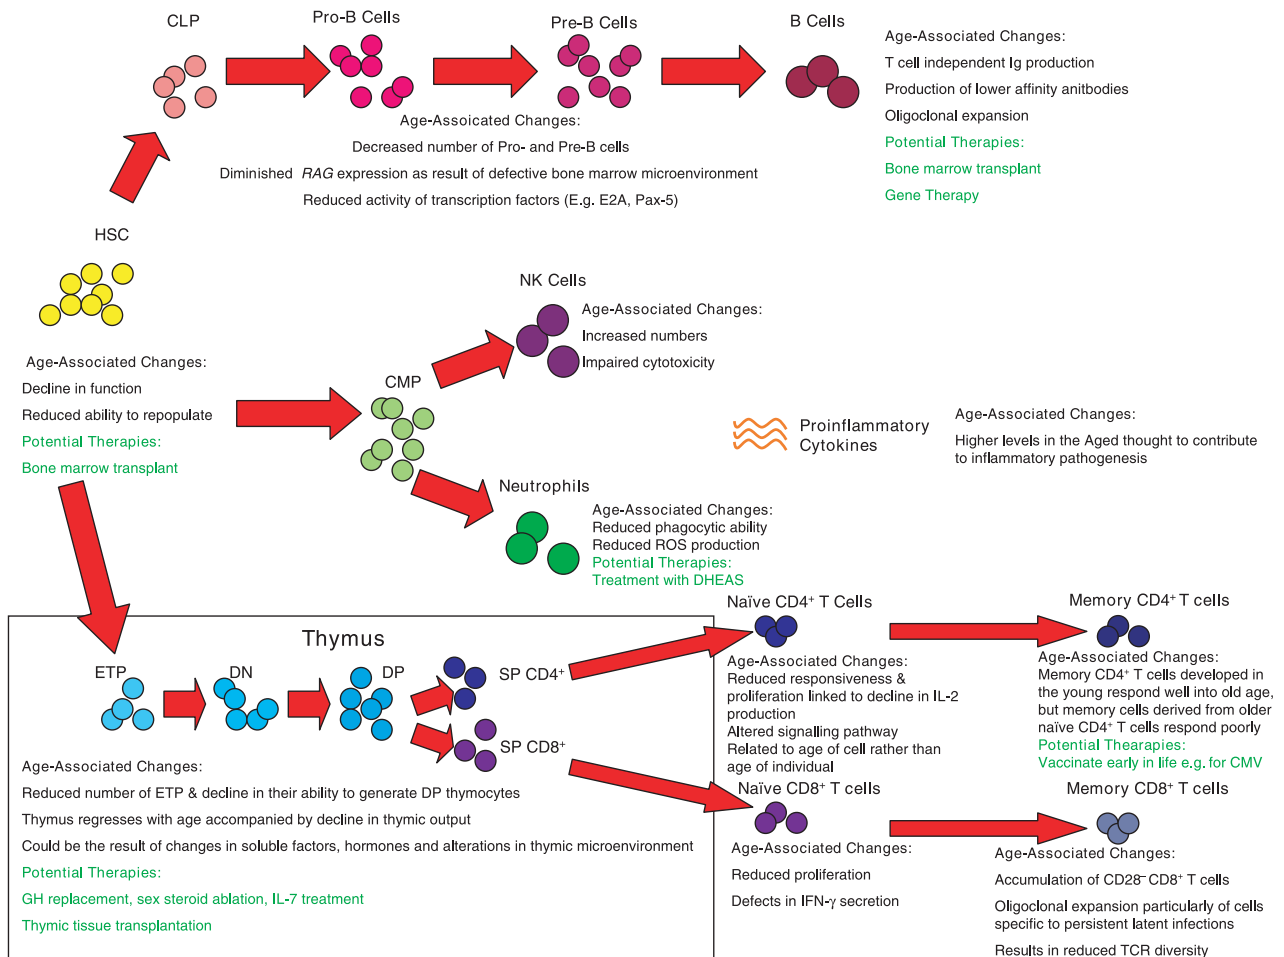 CLP
Pro-B Cells
Pre-B Cells
B Cells
Age-Associated Changes:
T cell independent Ig production
Production of lower affinity anitbodies
Oligoclonal expansion
Potential Therapies:
Bone marrow transplant
Gene Therapy
Age-Assoicated Changes:
Decreased number of Pro- and Pre-B cells
Diminished RAG expression as result of defective bone marrow microenvironment
Reduced activity of transcription factors (E.g. E2A, Pax-5)
HSC
Age-Associated Changes:
Decline in function
Reduced ability to repopulate
Potential Therapies:
Bone marrow transplant
NK Cells
Age-Associated Changes:
Increased numbers
Impaired cytotoxicity
CMP
Proinflammatory
Cytokines
Age-Associated Changes:
Higher levels in the Aged thought to contribute
to inflammatory pathogenesis
Neutrophils
Age-Associated Changes:
Reduced phagocytic ability
Reduced ROS production
Potential Therapies:
Treatment with DHEAS
Thymus
ETP
DN
DP
SP CD4⁺
SP CD8⁺
Age-Associated Changes:
Reduced number of ETP & decline in their ability to generate DP thymocytes
Thymus regresses with age accompanied by decline in thymic output
Could be the result of changes in soluble factors, hormones and alterations in thymic microenvironment
Potential Therapies:
GH replacement, sex steroid ablation, IL-7 treatment
Thymic tissue transplantation
Naïve CD4⁺ T Cells
Age-Associated Changes:
Reduced responsiveness &
proliferation linked to decline in IL-2
production
Altered signalling pathway
Related to age of cell rather than
age of individual
Memory CD4⁺ T cells
Age-Associated Changes:
Memory CD4⁺ T cells developed in
the young respond well into old age,
but memory cells derived from older
naïve CD4⁺ T cells respond poorly
Potential Thearapies:
Vaccinate early in life e.g. for CMV
Naïve CD8⁺ T cells
Age-Associated Changes:
Reduced proliferation
Defects in IFN-γ secretion
Memory CD8⁺ T cells
Age-Associated Changes:
Accumulation of CD28⁻ CD8⁺ T cells
Oligoclonal expansion particularly of cells
specific to persistent latent infections
Results in reduced TCR diversity